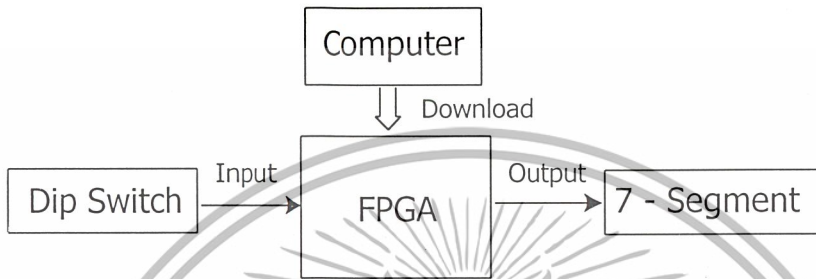 Computer
Download
Input
Output
Dip Switch
FPGA
7 - Segment